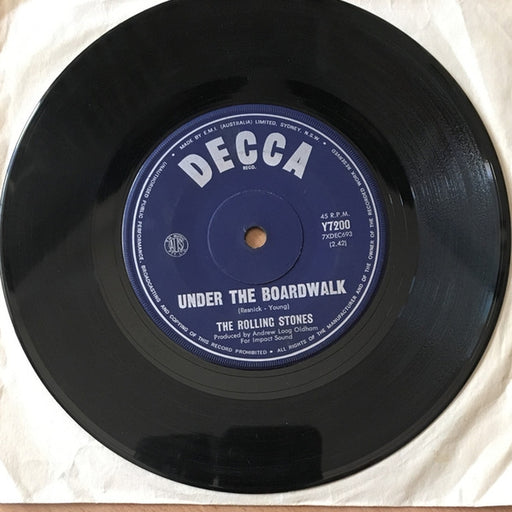 MADE BY E.M.I. (AUSTRALIA) LIMITED, SYDNEY, N.S.W.
DECCA
REGD.
45 R.P.M.
Y7200
7XDEC693
(2.42)
UNDER THE BOARDWALK
(Resnick - Young)
THE ROLLING STONES
Produced by Andrew Loog Oldham
For Impact Sound
UNAUTHORISED PUBLIC PERFORMANCE, BROADCASTING AND COPYING OF THIS RECORD PROHIBITED • ALL RIGHTS OF THE MANUFACTURER AND OF THE OWNER OF THE RECORDED WORK RESERVED